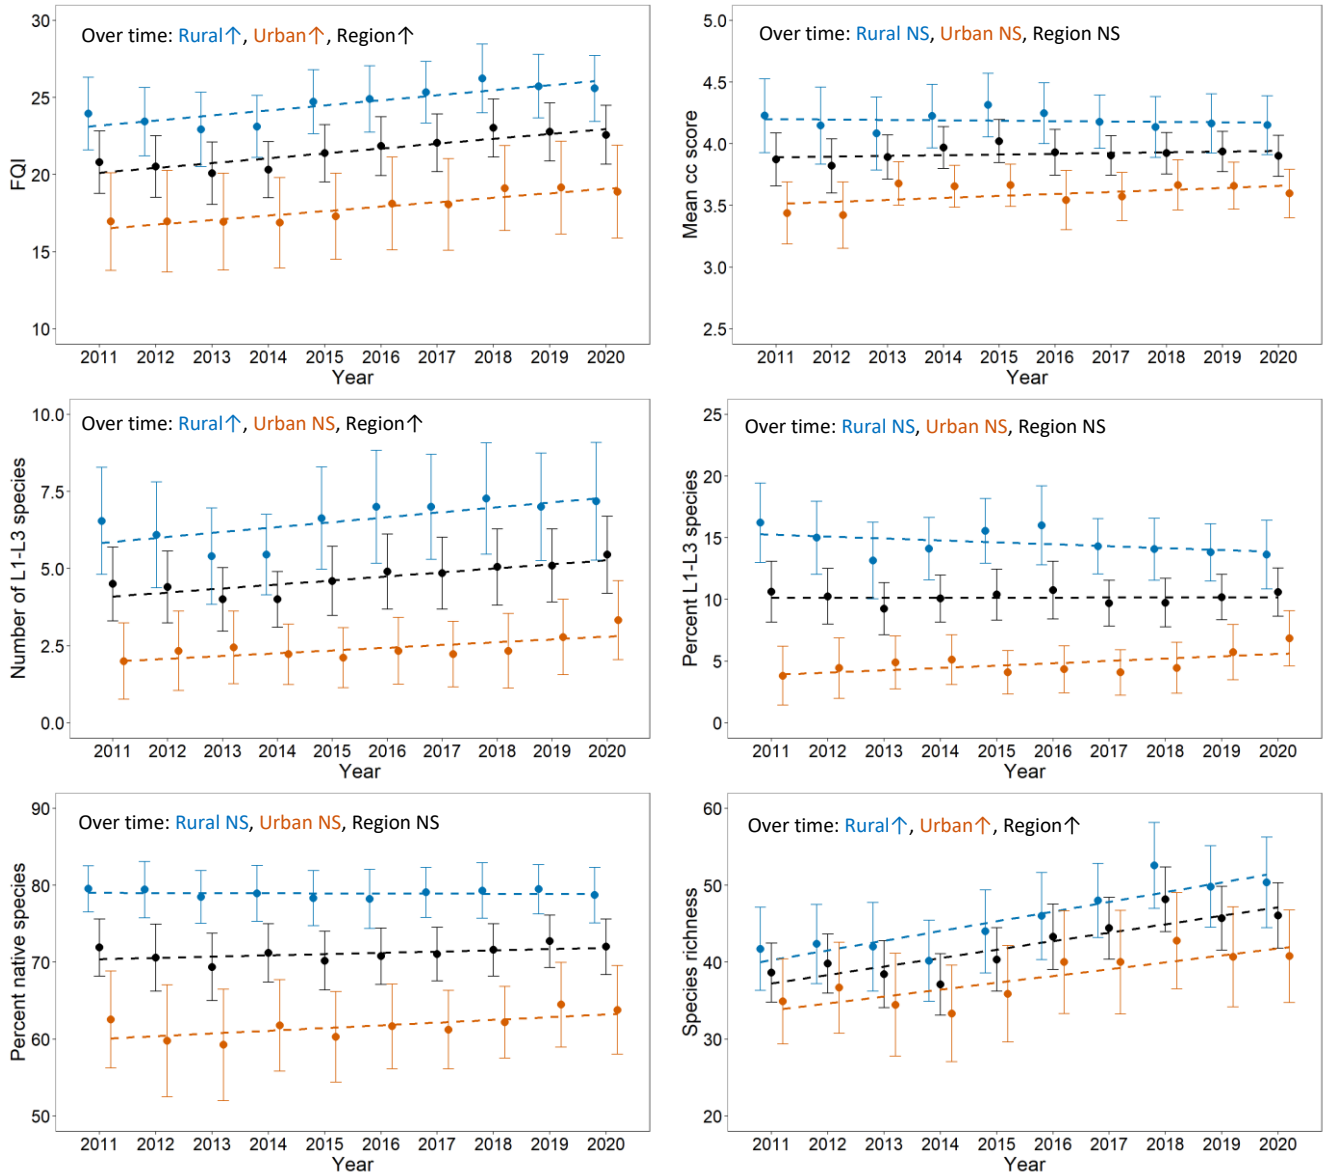 Over time: Rural↑, Urban↑, Region↑
FQI
30
25
20
15
10
2011 2012 2013 2014 2015 2016 2017 2018 2019 2020
Year
Over time: Rural NS, Urban NS, Region NS
Mean cc score
5.0
4.5
4.0
3.5
3.0
2.5
2011 2012 2013 2014 2015 2016 2017 2018 2019 2020
Year
Over time: Rural↑, Urban NS, Region↑
Number of L1-L3 species
10.0
7.5
5.0
2.5
0.0
2011 2012 2013 2014 2015 2016 2017 2018 2019 2020
Year
Over time: Rural NS, Urban NS, Region NS
Percent L1-L3 species
25
20
15
10
5
0
2011 2012 2013 2014 2015 2016 2017 2018 2019 2020
Year
Over time: Rural NS, Urban NS, Region NS
Percent native species
90
80
70
60
50
2011 2012 2013 2014 2015 2016 2017 2018 2019 2020
Year
Over time: Rural↑, Urban↑, Region↑
Species richness
60
50
40
30
20
2011 2012 2013 2014 2015 2016 2017 2018 2019 2020
Year